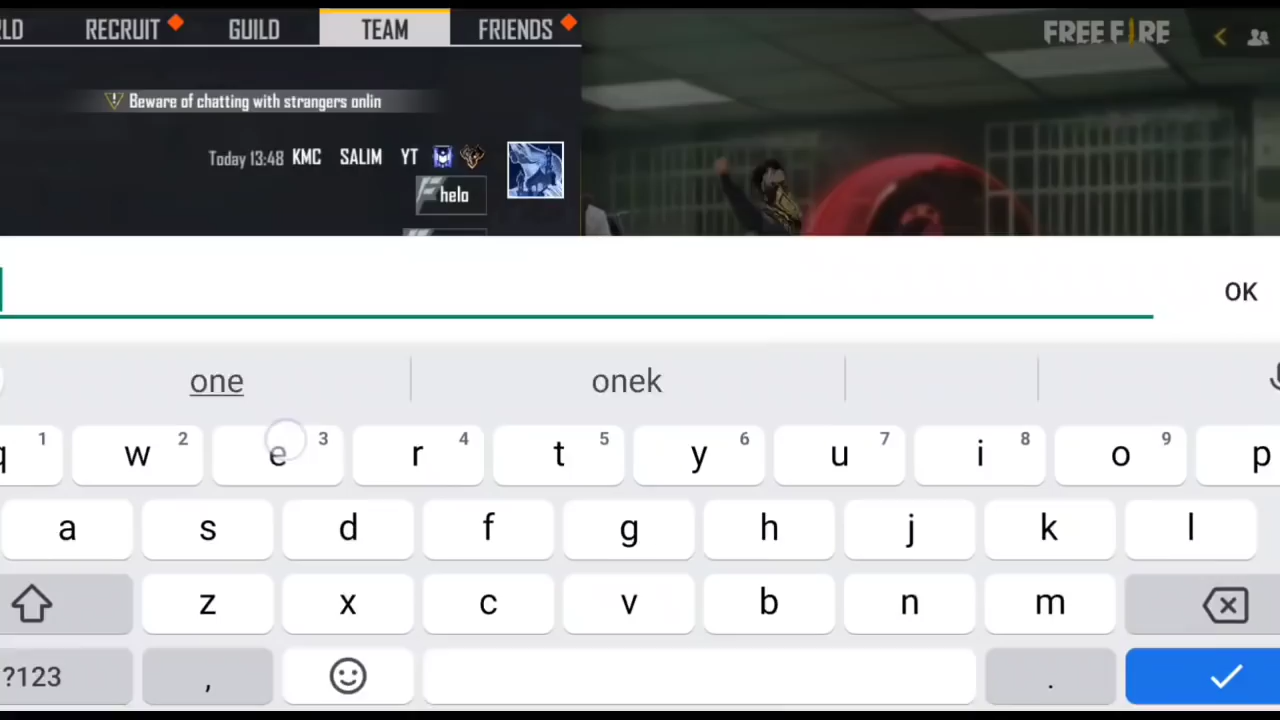 LD RECRUIT GUILD TEAM FRIENDS
FREE FIRE
Beware of chatting with strangers onlin
Today 13:48 KMC SALIM YT
helo
OK
one onek
q 1 w 2 e 3 r 4 t 5 y 6 u 7 i 8 o 9 p
a s d f g h j k l
z x c v b n m
?123 , .